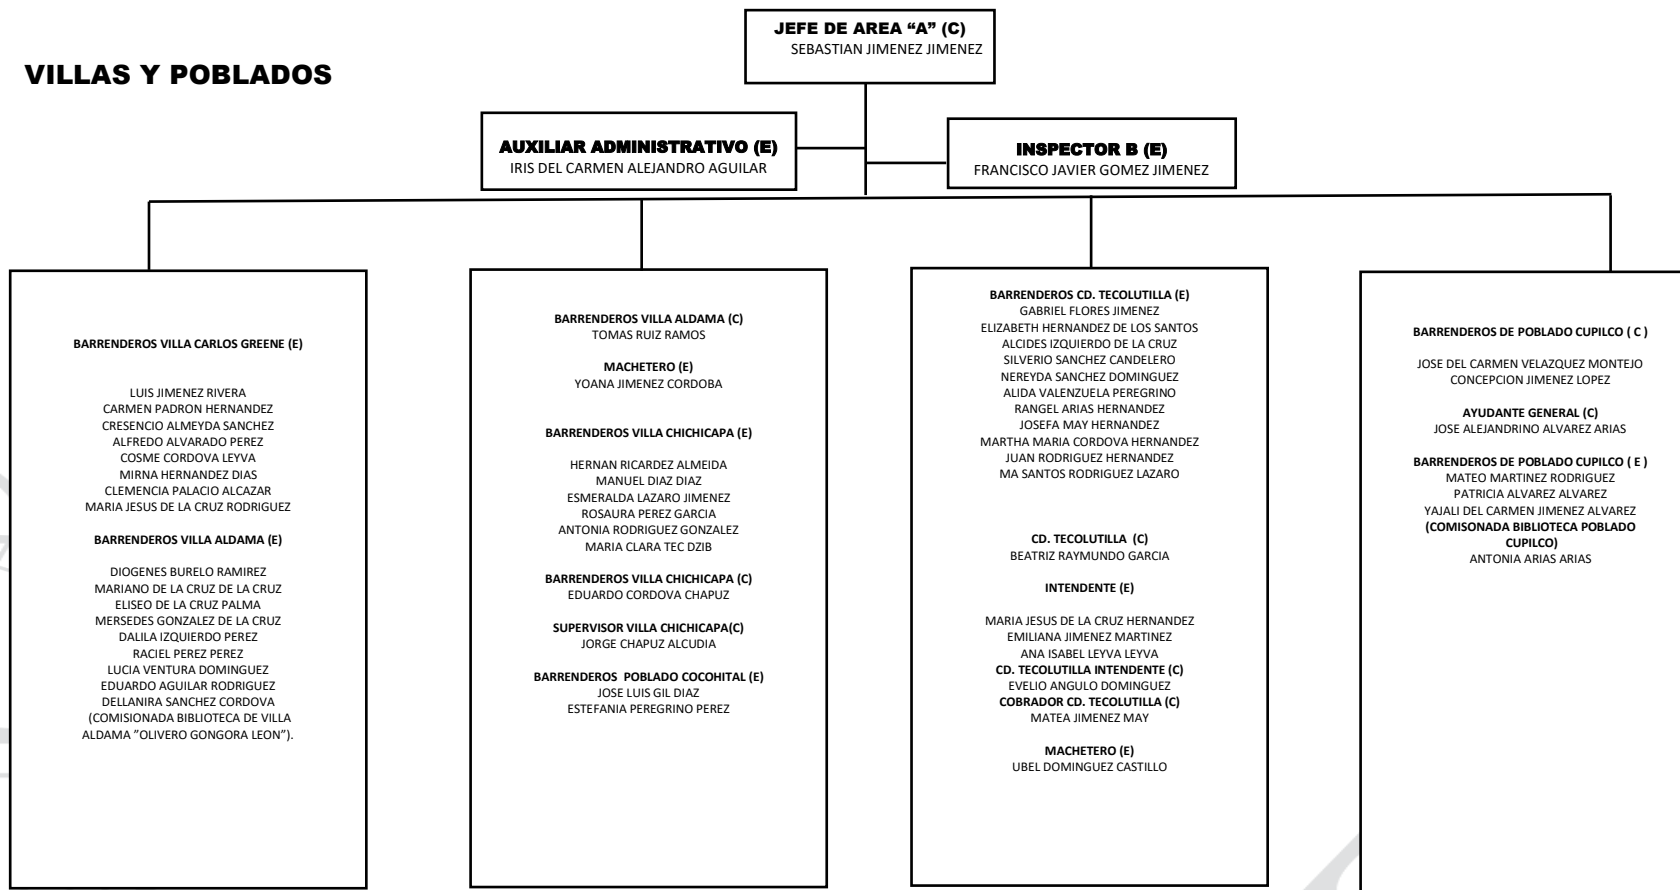 VILLAS Y POBLADOS
JEFE DE AREA “A” (C)
SEBASTIAN JIMENEZ JIMENEZ
AUXILIAR ADMINISTRATIVO (E)
IRIS DEL CARMEN ALEJANDRO AGUILAR
INSPECTOR B (E)
FRANCISCO JAVIER GOMEZ JIMENEZ
BARRENDEROS VILLA CARLOS GREENE (E)
LUIS JIMENEZ RIVERA
CARMEN PADRON HERNANDEZ
CRESENCIO ALMEYDA SANCHEZ
ALFREDO ALVARADO PEREZ
COSME CORDOVA LEYVA
MIRNA HERNANDEZ DIAS
CLEMENCIA PALACIO ALCAZAR
MARIA JESUS DE LA CRUZ RODRIGUEZ
BARRENDEROS VILLA ALDAMA (E)
DIOGENES BURELO RAMIREZ
MARIANO DE LA CRUZ DE LA CRUZ
ELISEO DE LA CRUZ PALMA
MERSEDES GONZALEZ DE LA CRUZ
DALILA IZQUIERDO PEREZ
RACIEL PEREZ PEREZ
LUCIA VENTURA DOMINGUEZ
EDUARDO AGUILAR RODRIGUEZ
DELLANIRA SANCHEZ CORDOVA
(COMISIONADA BIBLIOTECA DE VILLA
ALDAMA ”OLIVERO GONGORA LEON”).
BARRENDEROS VILLA ALDAMA (C)
TOMAS RUIZ RAMOS
MACHETERO (E)
YOANA JIMENEZ CORDOBA
BARRENDEROS VILLA CHICHICAPA (E)
HERNAN RICARDEZ ALMEIDA
MANUEL DIAZ DIAZ
ESMERALDA LAZARO JIMENEZ
ROSAURA PEREZ GARCIA
ANTONIA RODRIGUEZ GONZALEZ
MARIA CLARA TEC DZIB
BARRENDEROS VILLA CHICHICAPA (C)
EDUARDO CORDOVA CHAPUZ
SUPERVISOR VILLA CHICHICAPA(C)
JORGE CHAPUZ ALCUDIA
BARRENDEROS POBLADO COCOHITAL (E)
JOSE LUIS GIL DIAZ
ESTEFANIA PEREGRINO PEREZ
BARRENDEROS CD. TECOLUTILLA (E)
GABRIEL FLORES JIMENEZ
ELIZABETH HERNANDEZ DE LOS SANTOS
ALCIDES IZQUIERDO DE LA CRUZ
SILVERIO SANCHEZ CANDELERO
NEREYDA SANCHEZ DOMINGUEZ
ALIDA VALENZUELA PEREGRINO
RANGEL ARIAS HERNANDEZ
JOSEFA MAY HERNANDEZ
MARTHA MARIA CORDOVA HERNANDEZ
JUAN RODRIGUEZ HERNANDEZ
MA SANTOS RODRIGUEZ LAZARO
CD. TECOLUTILLA (C)
BEATRIZ RAYMUNDO GARCIA
INTENDENTE (E)
MARIA JESUS DE LA CRUZ HERNANDEZ
EMILIANA JIMENEZ MARTINEZ
ANA ISABEL LEYVA LEYVA
CD. TECOLUTILLA INTENDENTE (C)
EVELIO ANGULO DOMINGUEZ
COBRADOR CD. TECOLUTILLA (C)
MATEA JIMENEZ MAY
MACHETERO (E)
UBEL DOMINGUEZ CASTILLO
BARRENDEROS DE POBLADO CUPILCO ( C )
JOSE DEL CARMEN VELAZQUEZ MONTEJO
CONCEPCION JIMENEZ LOPEZ
AYUDANTE GENERAL (C)
JOSE ALEJANDRINO ALVAREZ ARIAS
BARRENDEROS DE POBLADO CUPILCO ( E )
MATEO MARTINEZ RODRIGUEZ
PATRICIA ALVAREZ ALVAREZ
YAJALI DEL CARMEN JIMENEZ ALVAREZ
(COMISONADA BIBLIOTECA POBLADO
CUPILCO)
ANTONIA ARIAS ARIAS